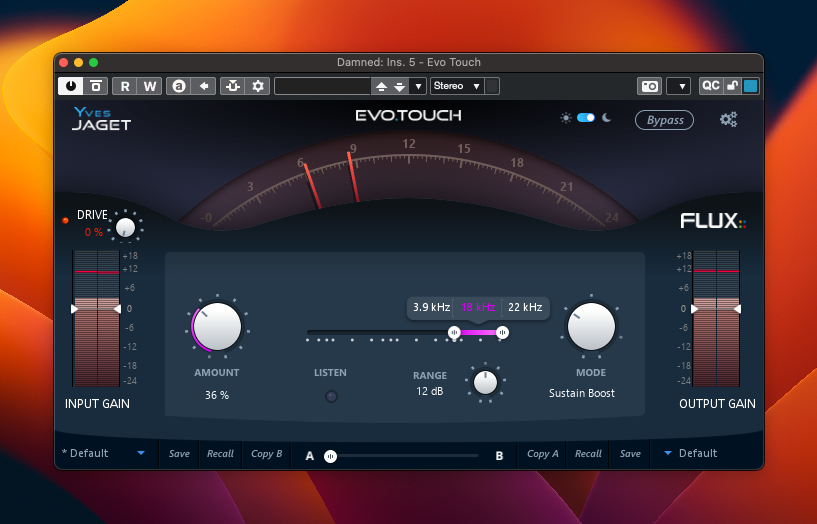 Damned: Ins. 5 - Evo Touch
R W a Stereo QC
YVES
JAGET
EVO.TOUCH
Bypass
-0 3 6 9 12 15 18 21 24
DRIVE
0 %
FLUX::
+18
+12
+6
0
-6
-12
-18
-24
INPUT GAIN
3.9 kHz 18 kHz 22 kHz
AMOUNT
36 %
LISTEN
RANGE
12 dB
MODE
Sustain Boost
+18
+12
+6
0
-6
-12
-18
-24
OUTPUT GAIN
* Default Save Recall Copy B A B Copy A Recall Save Default